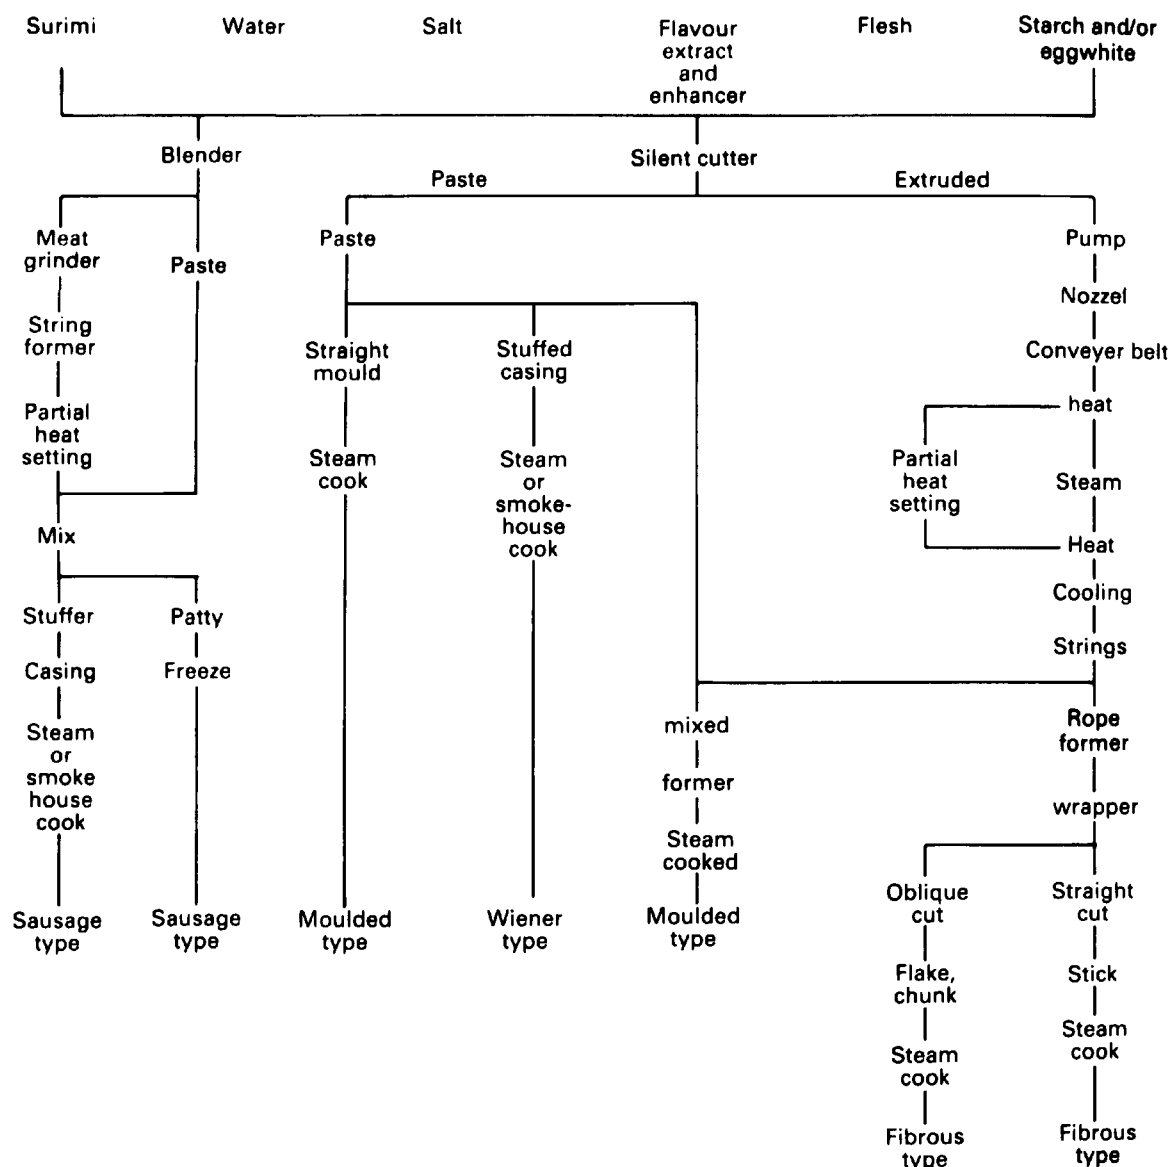 Surimi
Water
Salt
Flavour
extract
and
enhancer
Flesh
Starch and/or
eggwhite
Blender
Silent cutter
Paste
Extruded
Meat
grinder
Paste
Paste
Pump
Nozzel
String
former
Straight
mould
Stuffed
casing
Conveyer belt
heat
Partial
heat
setting
Steam
cook
Steam
or
smoke-
house
cook
Partial
heat
setting
Steam
Mix
Heat
Cooling
Stuffer
Patty
Strings
Casing
Freeze
Steam
or
smoke
house
cook
mixed
Rope
former
former
wrapper
Steam
cooked
Oblique
cut
Straight
cut
Sausage
type
Sausage
type
Moulded
type
Wiener
type
Moulded
type
Flake,
chunk
Stick
Steam
cook
Steam
cook
Fibrous
type
Fibrous
type